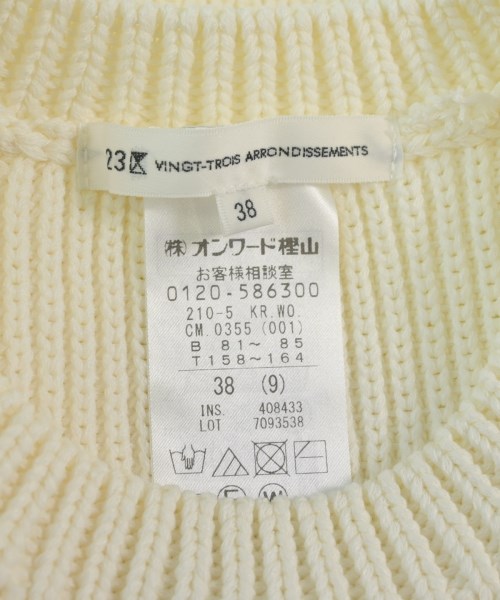 23区 VINGT-TROIS ARRONDISSEMENTS
38
(株)オンワード樫山
お客様相談室
0120-586300
210-5 KR.WO.
CM.0355 (001)
B 81～ 85
T158～164
38 (9)
INS. 408433
LOT 7093538